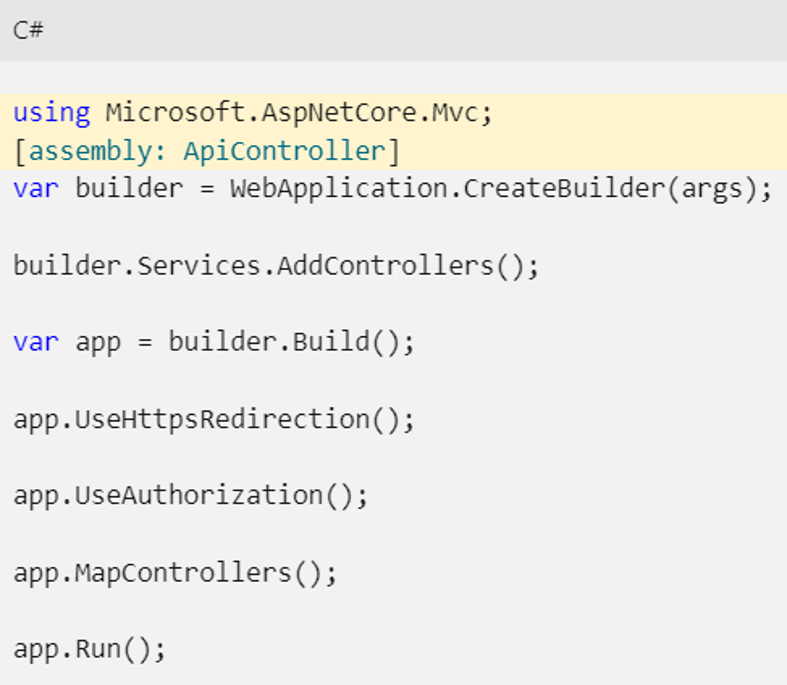 C#
using Microsoft.AspNetCore.Mvc;
[assembly: ApiController]
var builder = WebApplication.CreateBuilder(args);
builder.Services.AddControllers();
var app = builder.Build();
app.UseHttpsRedirection();
app.UseAuthorization();
app.MapControllers();
app.Run();